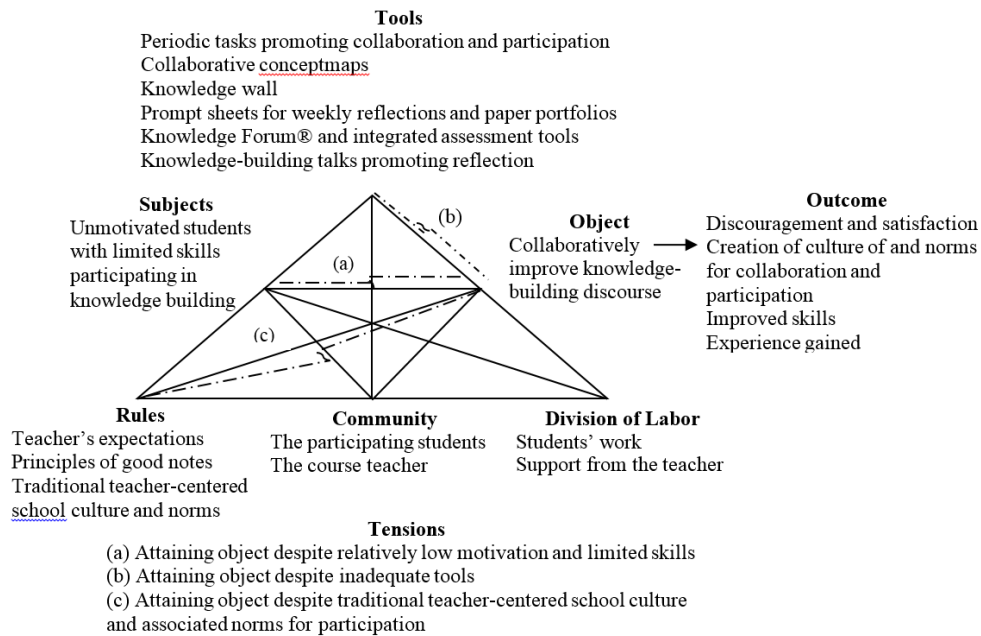 Tools
Periodic tasks promoting collaboration and participation
Collaborative conceptmaps
Knowledge wall
Prompt sheets for weekly reflections and paper portfolios
Knowledge Forum® and integrated assessment tools
Knowledge-building talks promoting reflection
Subjects
Unmotivated students
with limited skills
participating in
knowledge building
(a)
(b)
(c)
Object
Collaboratively
improve knowledge-
building discourse
Outcome
Discouragement and satisfaction
Creation of culture of and norms
for collaboration and
participation
Improved skills
Experience gained
Rules
Teacher’s expectations
Principles of good notes
Traditional teacher-centered
school culture and norms
Community
The participating students
The course teacher
Division of Labor
Students’ work
Support from the teacher
Tensions
(a) Attaining object despite relatively low motivation and limited skills
(b) Attaining object despite inadequate tools
(c) Attaining object despite traditional teacher-centered school culture
and associated norms for participation